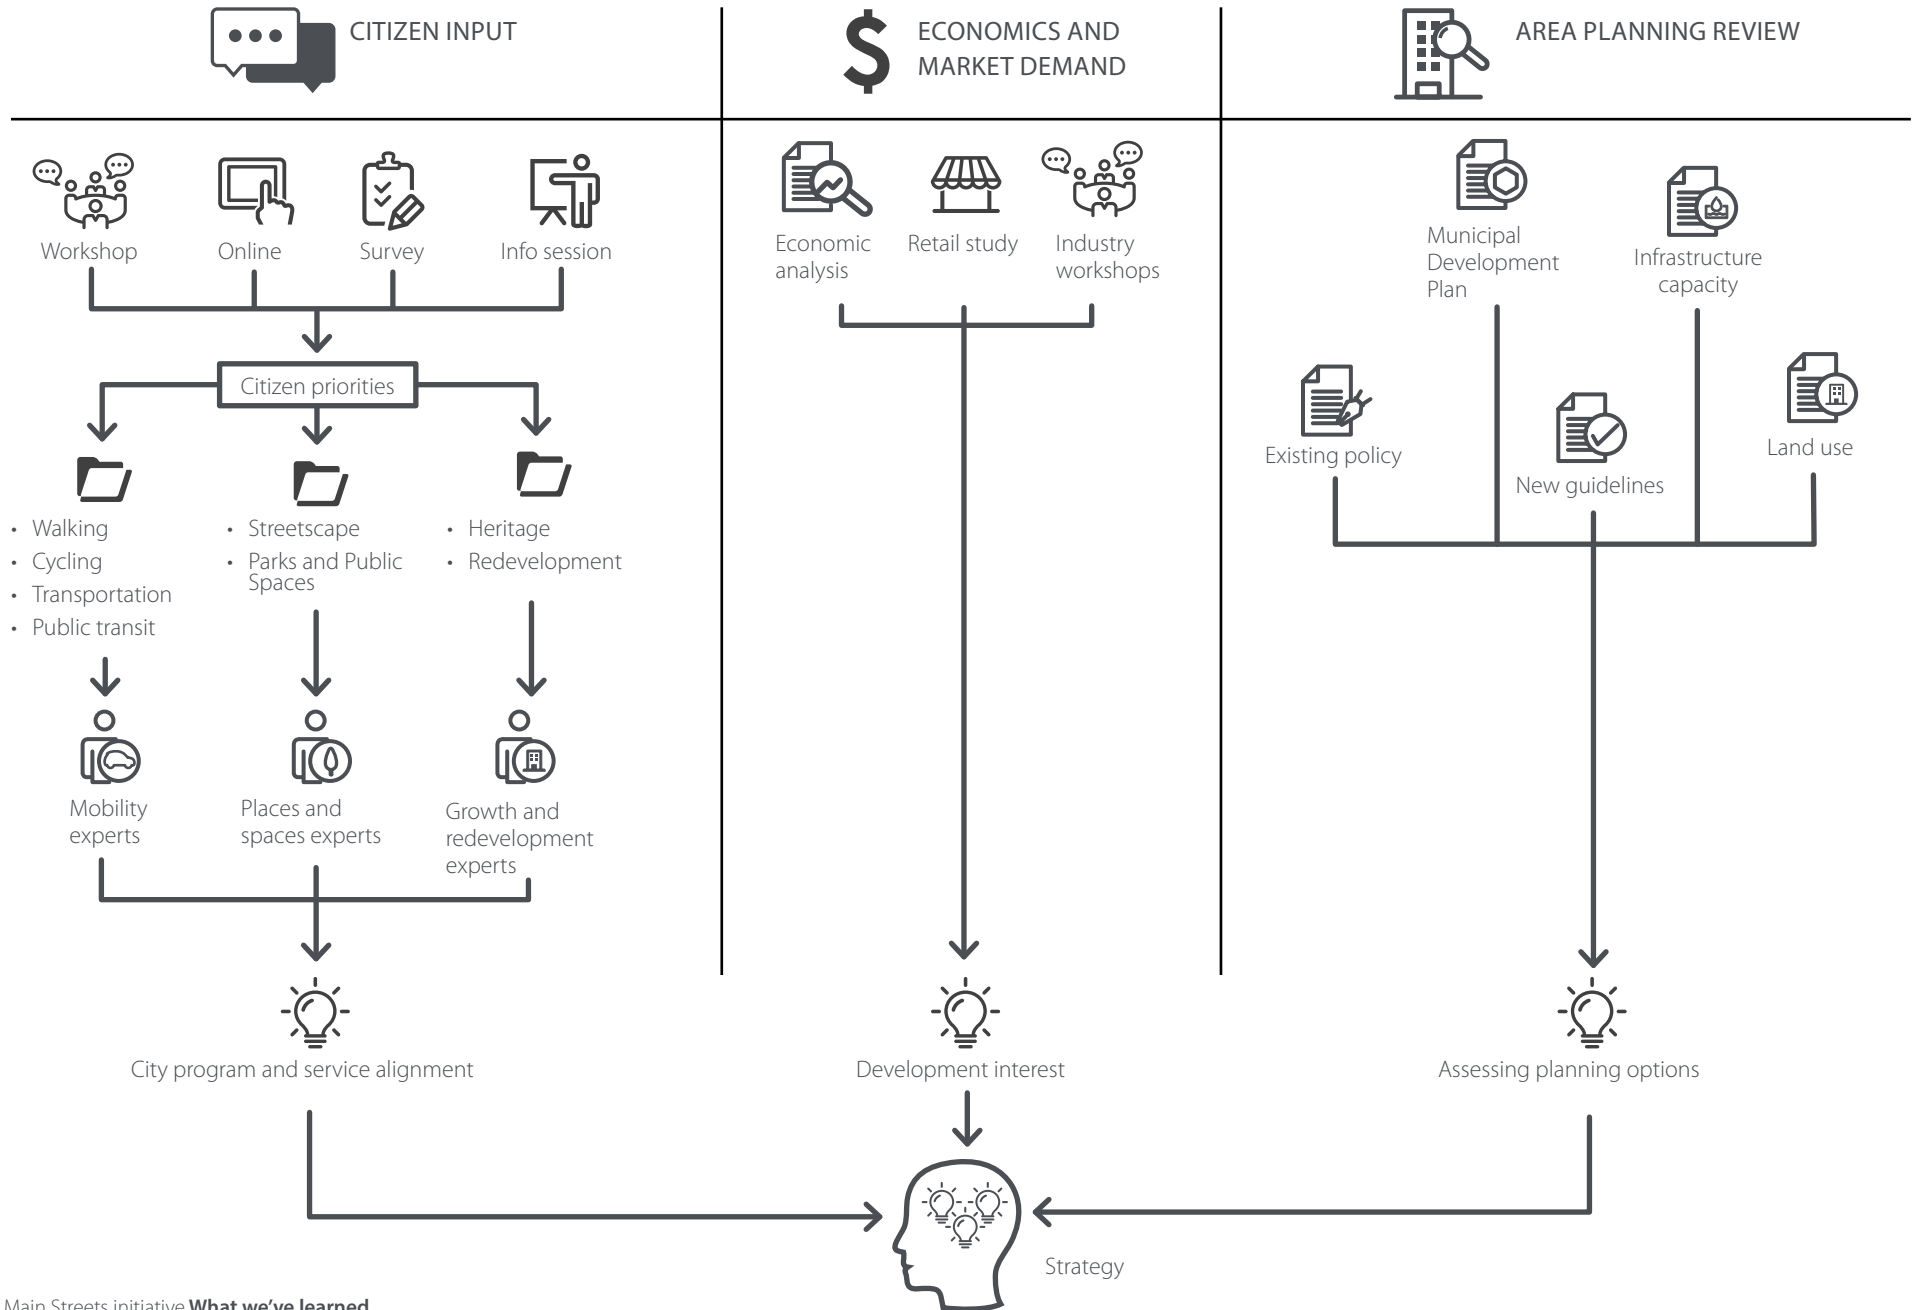 CITIZEN INPUT
ECONOMICS AND
MARKET DEMAND
AREA PLANNING REVIEW
Workshop
Online
Survey
Info session
Citizen priorities
• Walking
• Cycling
• Transportation
• Public transit
• Streetscape
• Parks and Public
Spaces
• Heritage
• Redevelopment
Mobility
experts
Places and
spaces experts
Growth and
redevelopment
experts
City program and service alignment
Economic
analysis
Retail study
Industry
workshops
Development interest
Municipal
Development
Plan
Infrastructure
capacity
Existing policy
New guidelines
Land use
Assessing planning options
Strategy
Main Streets initiative What we've learned